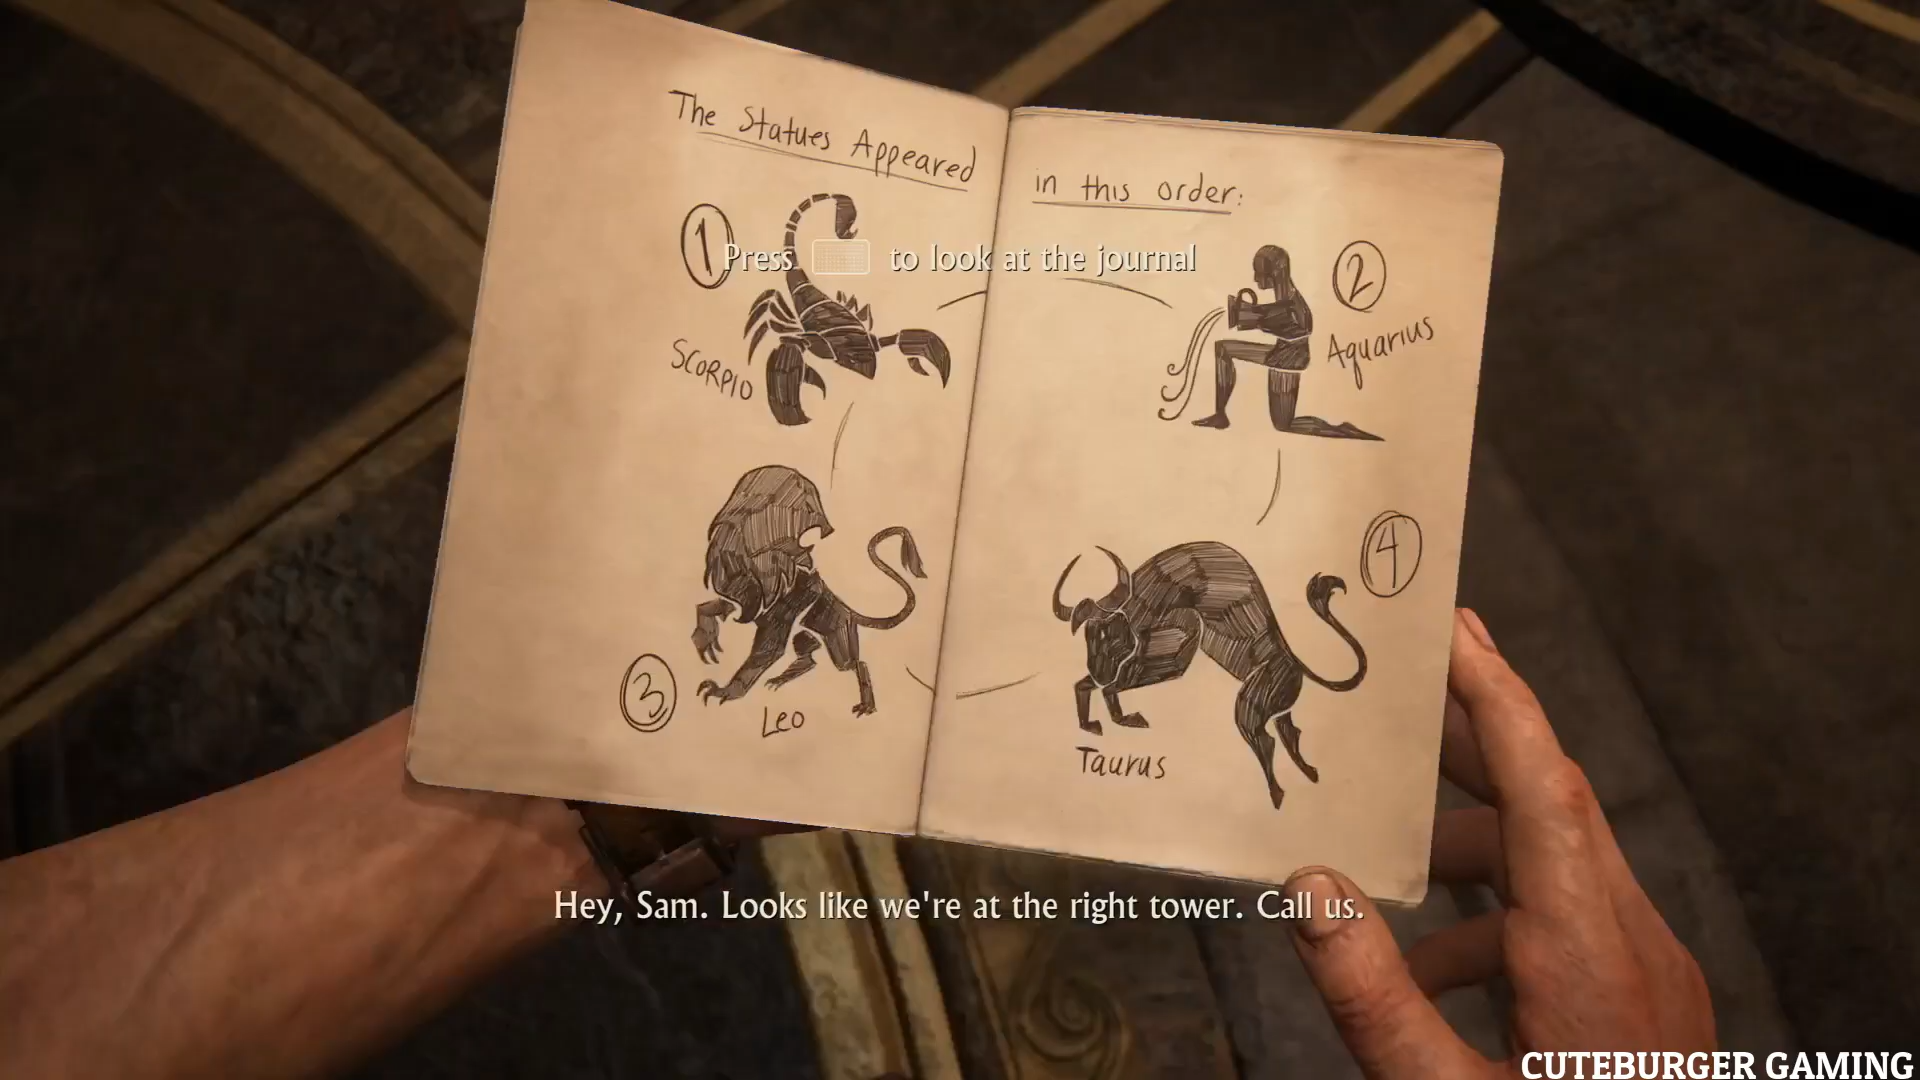 The Statues Appeared
in this order:
1
Press to look at the journal
2
Scorpio
Aquarius
3
Leo
4
Taurus
Hey, Sam. Looks like we're at the right tower. Call us.
CUTEBURGER GAMING